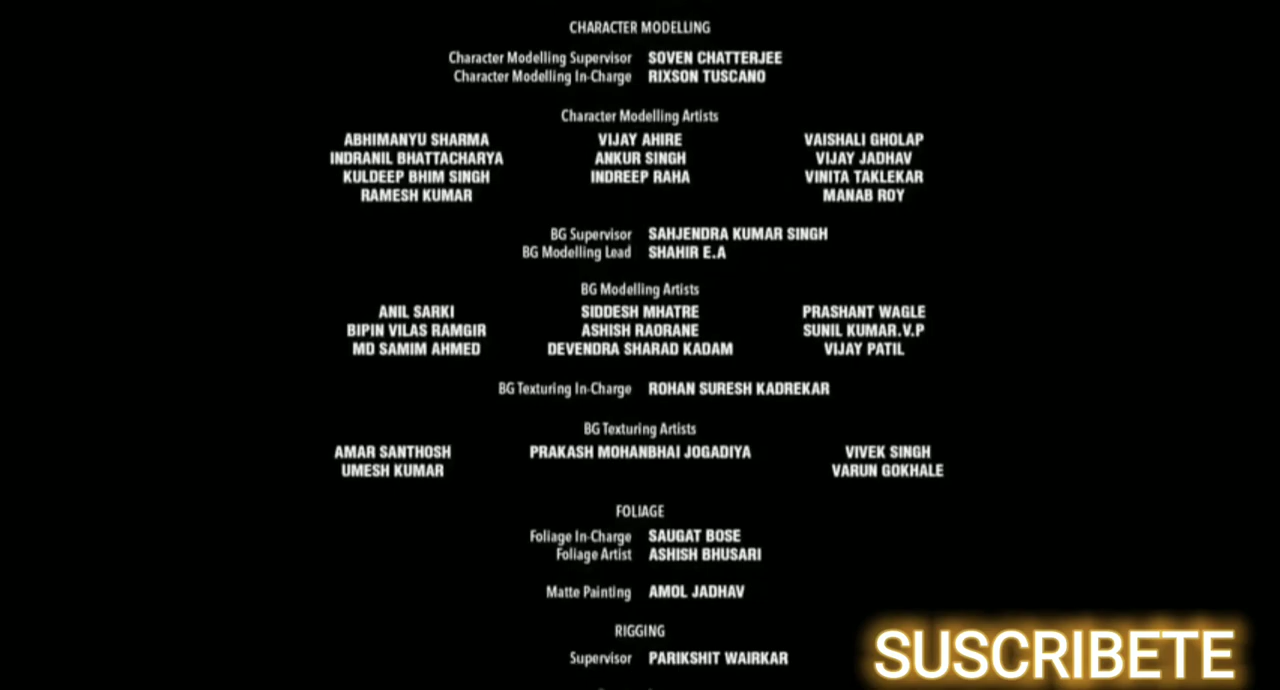 CHARACTER MODELLING
Character Modelling Supervisor SOVEN CHATTERJEE
Character Modelling In-Charge RIXSON TUSCANO
Character Modelling Artists
ABHIMANYU SHARMA VIJAY AHIRE VAISHALI GHOLAP
INDRANIL BHATTACHARYA ANKUR SINGH VIJAY JADHAV
KULDEEP BHIM SINGH INDREEP RAHA VINITA TAKLEKAR
RAMESH KUMAR MANAB ROY
BG Supervisor SAHJENDRA KUMAR SINGH
BG Modelling Lead SHAHIR E.A
BG Modelling Artists
ANIL SARKI SIDDESH MHATRE PRASHANT WAGLE
BIPIN VILAS RAMGIR ASHISH RAORANE SUNIL KUMAR.V.P
MD SAMIM AHMED DEVENDRA SHARAD KADAM VIJAY PATIL
BG Texturing In-Charge ROHAN SURESH KADREKAR
BG Texturing Artists
AMAR SANTHOSH PRAKASH MOHANBHAI JOGADIYA VIVEK SINGH
UMESH KUMAR VARUN GOKHALE
FOLIAGE
Foliage In-Charge SAUGAT BOSE
Foliage Artist ASHISH BHUSARI
Matte Painting AMOL JADHAV
RIGGING
Supervisor PARIKSHIT WAIRKAR
SUSCRIBETE